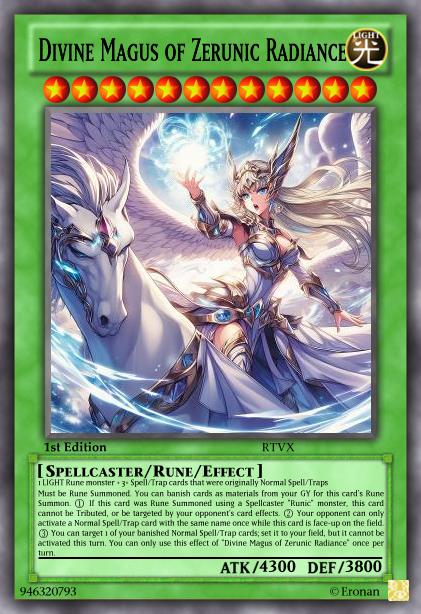 DIVINE MAGUS OF ZERUNIC RADIANCE
LIGHT
光
1st Edition
RTVX
[ SPELLCASTER/RUNE/EFFECT ]
1 LIGHT Rune monster + 3+ Spell/Trap cards that were originally Normal Spell/Traps
Must be Rune Summoned. You can banish cards as materials from your GY for this card's Rune
Summon. ① If this card was Rune Summoned using a Spellcaster "Runic" monster, this card
cannot be Tributed, or be targeted by your opponent's card effects. ② Your opponent can only
activate a Normal Spell/Trap card with the same name once while this card is face-up on the field.
③ You can target 1 of your banished Normal Spell/Trap cards; set it to your field, but it cannot be
activated this turn. You can only use this effect of "Divine Magus of Zerunic Radiance" once per
turn.
ATK/4300 DEF/3800
946320793
© Eronan